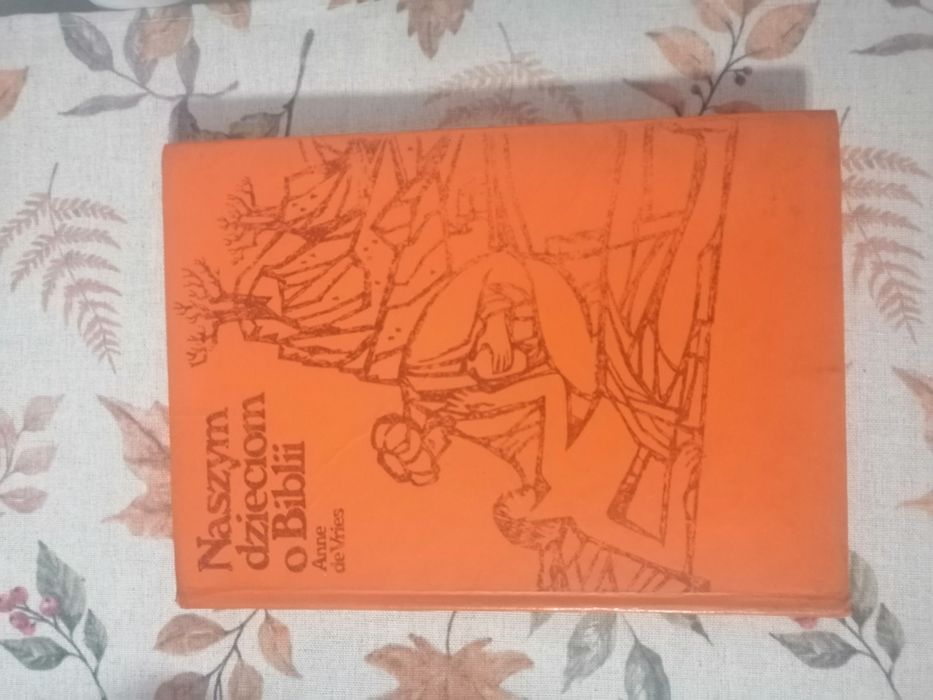 Naszym
dzieciom
o Biblii
Anne
de Vries